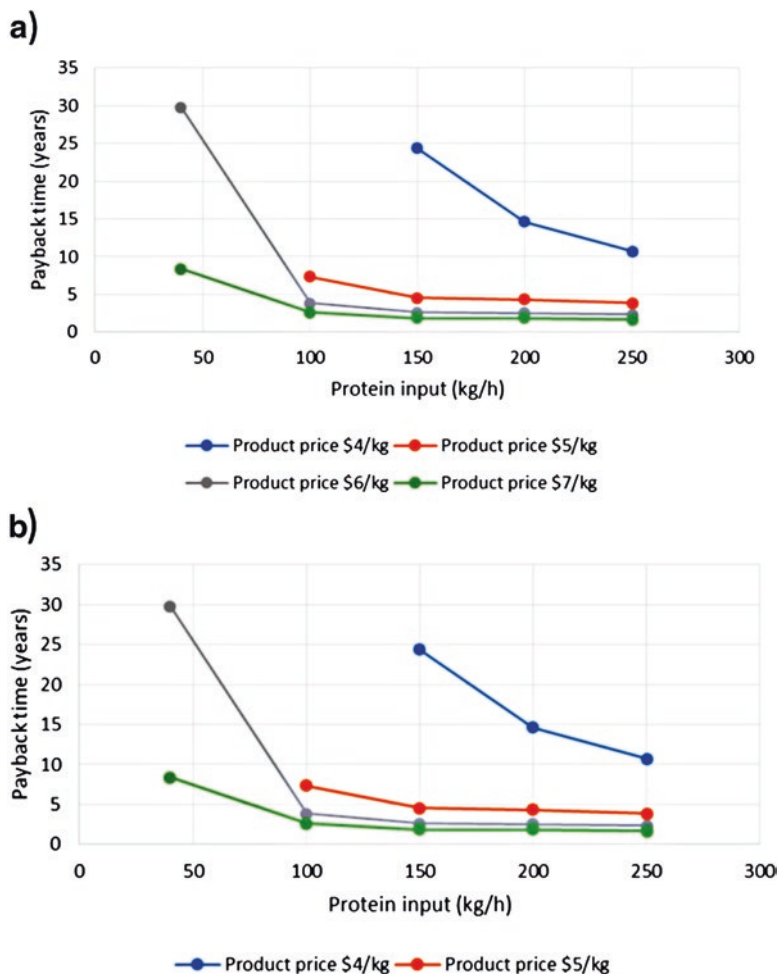 a)
35
30
25
20
15
10
5
0
Payback time (years)
0 50 100 150 200 250 300
Protein input (kg/h)
Product price $4/kg Product price $5/kg
Product price $6/kg Product price $7/kg
b)
35
30
25
20
15
10
5
0
Payback time (years)
0 50 100 150 200 250 300
Protein input (kg/h)
Product price $4/kg Product price $5/kg